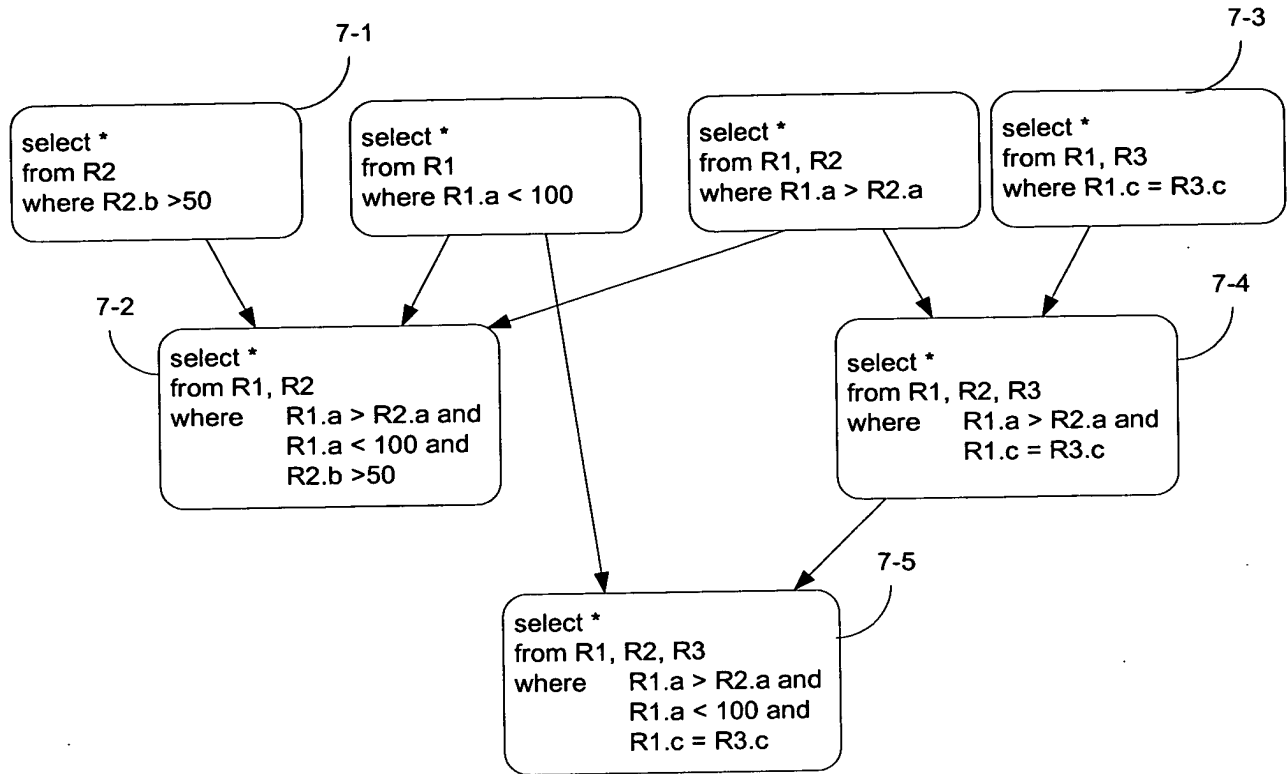 7-1
7-3
select *
from R2
where R2.b >50
select *
from R1
where R1.a < 100
select *
from R1, R2
where R1.a > R2.a
select *
from R1, R3
where R1.c = R3.c
7-2
7-4
select *
from R1, R2
where R1.a > R2.a and
R1.a < 100 and
R2.b >50
select *
from R1, R2, R3
where R1.a > R2.a and
R1.c = R3.c
7-5
select *
from R1, R2, R3
where R1.a > R2.a and
R1.a < 100 and
R1.c = R3.c